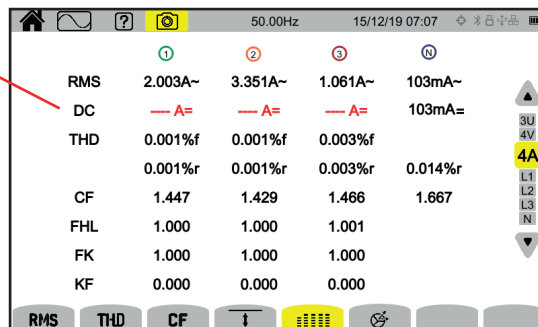 ? 50.00Hz 15/12/19 07:07
1 2 3 N
RMS 2.003A~ 3.351A~ 1.061A~ 103mA~
DC ---- A= ---- A= ---- A= 103mA=
THD 0.001%f 0.001%f 0.003%f
0.001%r 0.001%r 0.003%r 0.014%r
CF 1.447 1.429 1.466 1.667
FHL 1.000 1.000 1.001
FK 1.000 1.000 1.000
KF 0.000 0.000 0.000
3U
4V
4A
L1
L2
L3
N
RMS THD CF